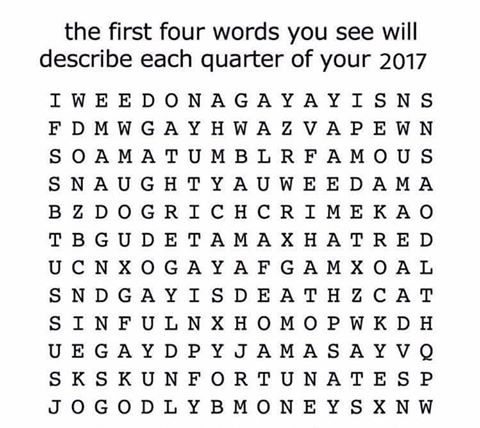 the first four words you see will
describe each quarter of your 2017
I W E E D O N A G A Y A Y I S N S
F D M W G A Y H W A Z V A P E W N
S O A M A T U M B L R F A M O U S
S N A U G H T Y A U W E E D A M A
B Z D O G R I C H C R I M E K A O
T B G U D E T A M A X H A T R E D
U C N X O G A Y A F G A M X O A L
S N D G A Y I S D E A T H Z C A T
S I N F U L N X H O M O P W K D H
U E G A Y D P Y J A M A S A Y V Q
S K S K U N F O R T U N A T E S P
J O G O D L Y B M O N E Y S X N W